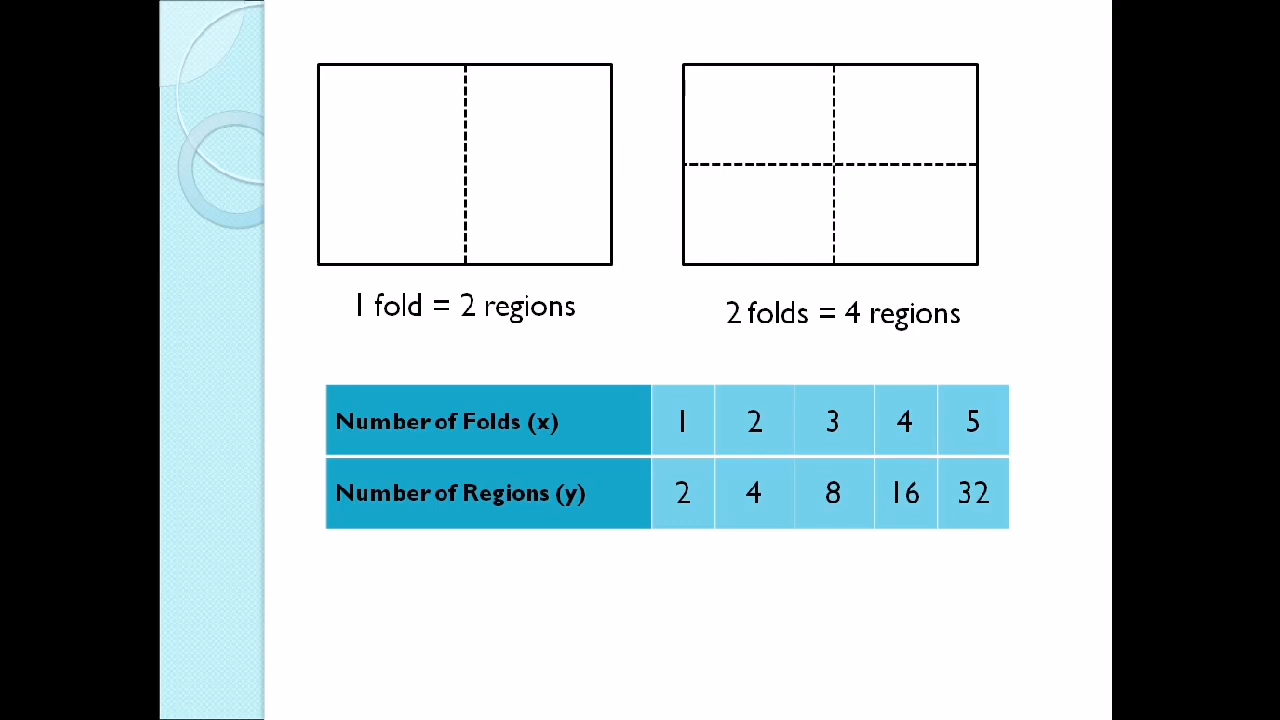 1 fold = 2 regions
2 folds = 4 regions
Number of Folds (x) 1 2 3 4 5
Number of Regions (y) 2 4 8 16 32